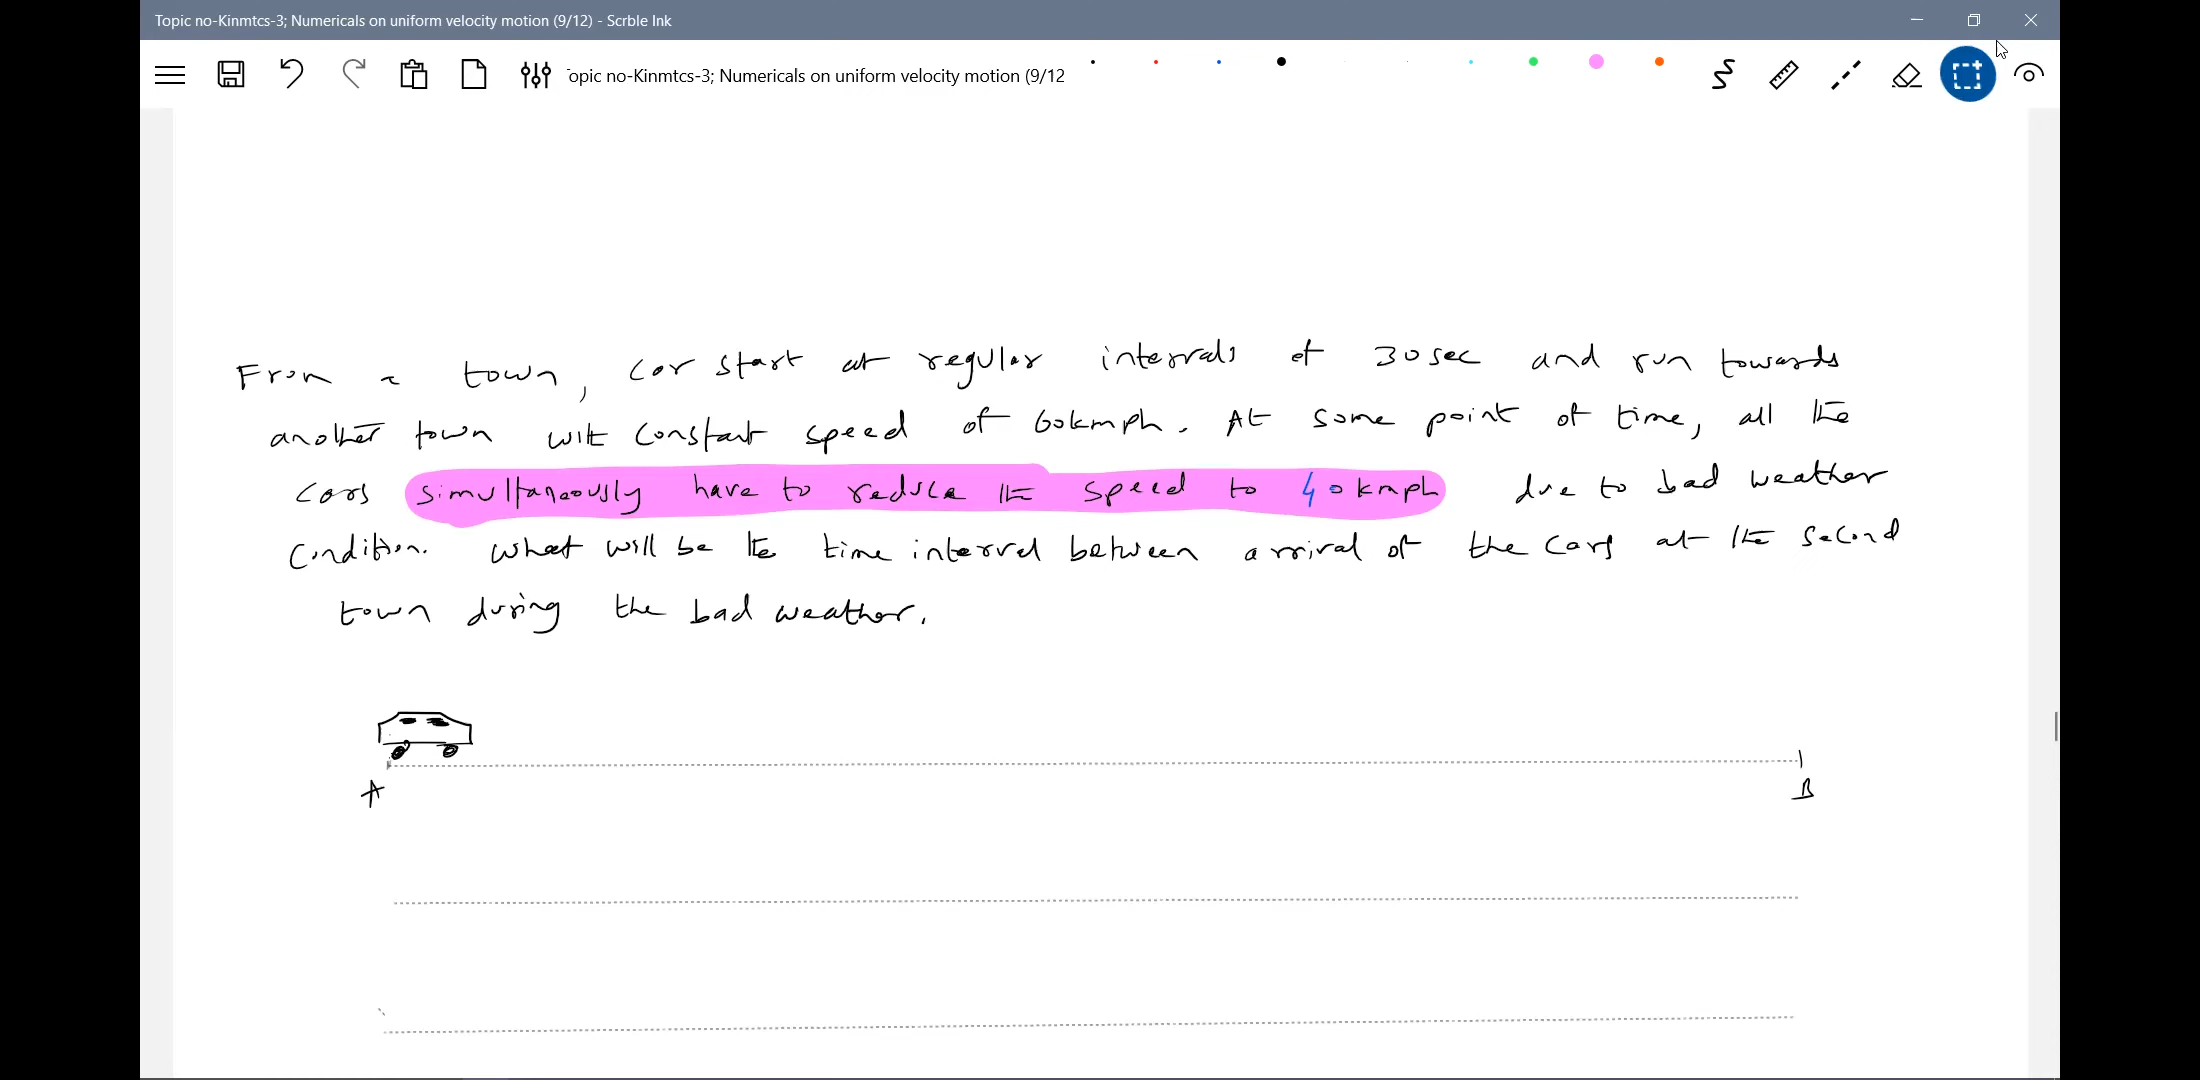 Topic no-Kinmtcs-3; Numericals on uniform velocity motion (9/12) - Scrble Ink
opic no-Kinmtcs-3; Numericals on uniform velocity motion (9/12
From a town, car start at regular intervals of 30sec and run towards
another town with constant speed of 60kmph. At some point of time, all the
cars simultaneously have to reduce the speed to 40kmph due to bad weather
condition. what will be the time interval between arrival of the cars at the second
town during the bad weather.
A B